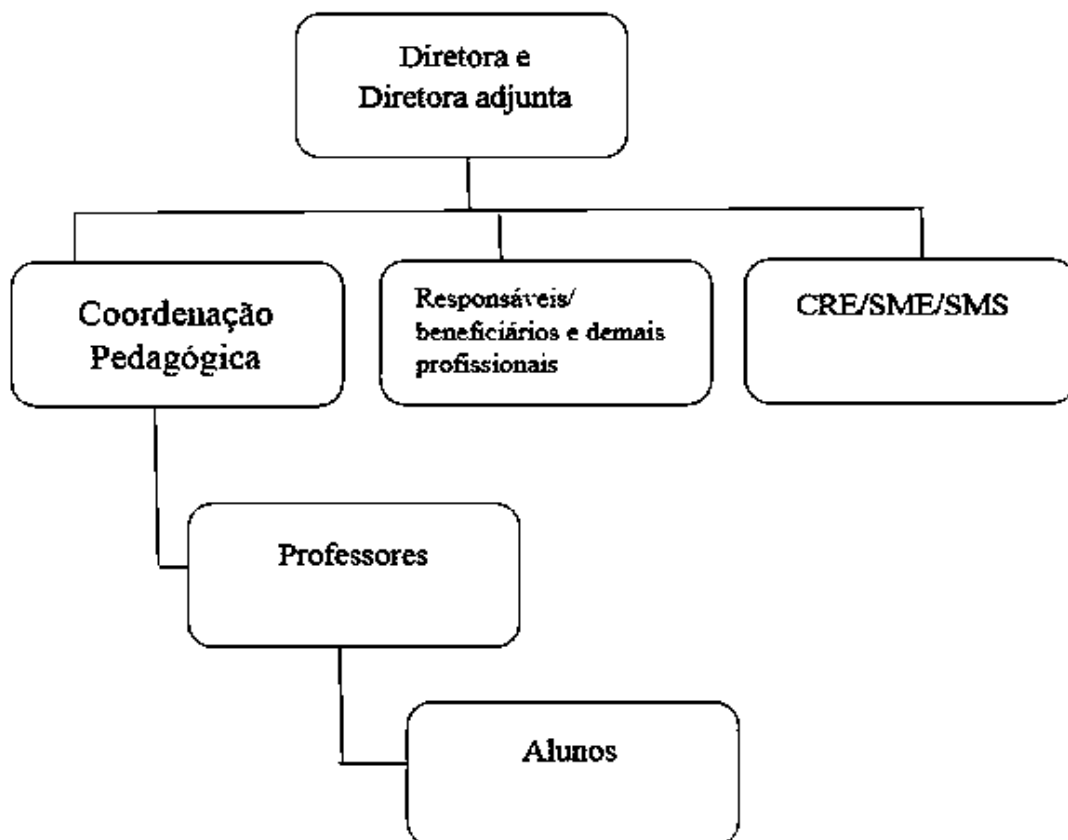 Diretora e
Diretora adjunta
Coordenação
Pedagógica
Responsáveis/
beneficiários e demais
profissionais
CRE/SME/SMS
Professores
Alunos